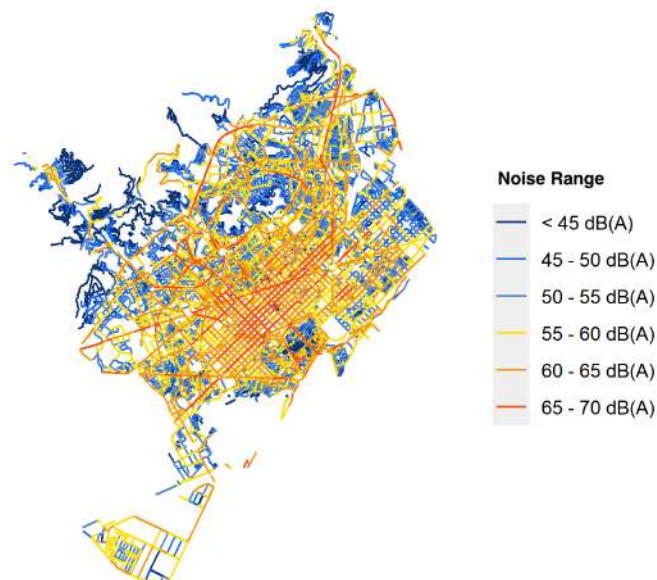 Noise Range
< 45 dB(A)
45 - 50 dB(A)
50 - 55 dB(A)
55 - 60 dB(A)
60 - 65 dB(A)
65 - 70 dB(A)